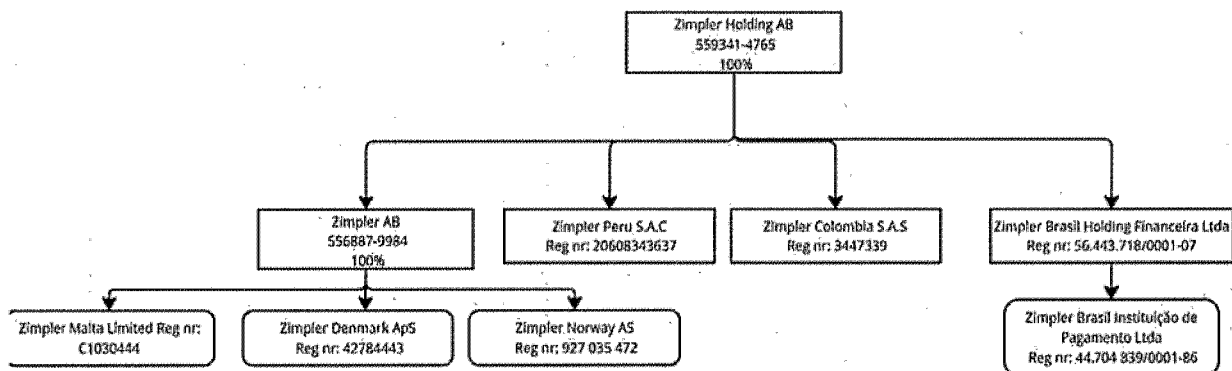 Zimpler Holding AB
559341-4765
100%
Zimpler AB
556887-9984
100%
Zimpler Peru S.A.C
Reg nr: 20608343637
Zimpler Colombia S.A.S
Reg nr: 3447339
Zimpler Brasil Holding Financeira Ltda
Reg nr: 56.443.718/0001-07
Zimpler Malta Limited Reg nr:
C1030444
Zimpler Denmark ApS
Reg nr: 42784443
Zimpler Norway AS
Reg nr: 927 035 472
Zimpler Brasil Instituição de
Pagamento Ltda
Reg nr: 44.704 839/0001-86